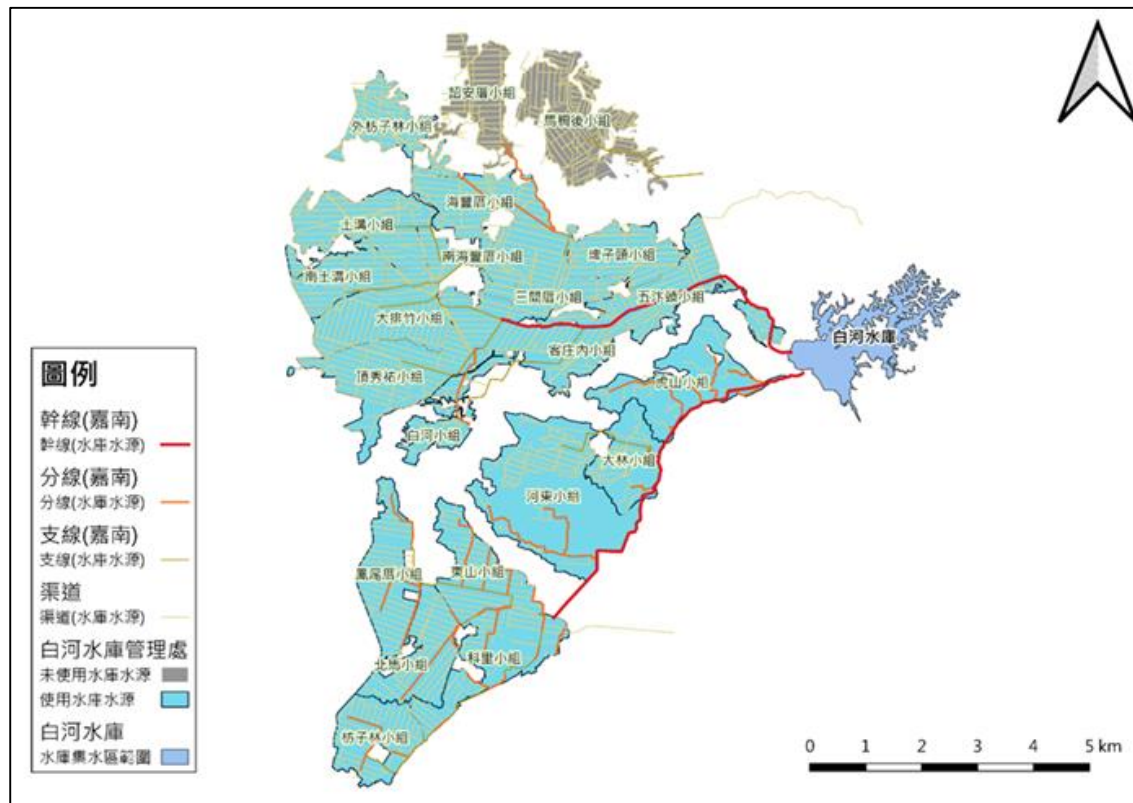 詔安厝小組
馬稠後小組
外枋子林小組
海豐厝小組
土溝小組
南海豐厝小組
埤子頭小組
南土溝小組
三間厝小組
五汴頭小組
大排竹小組
客庄內小組
白河水庫
頂秀祐小組
虎山小組
白河小組
大林小組
河東小組
鳳尾厝小組
東山小組
北馬小組
科里小組
枋子林小組
圖例
幹線(嘉南)
幹線(水庫水源)
分線(嘉南)
分線(水庫水源)
支線(嘉南)
支線(水庫水源)
渠道
渠道(水庫水源)
白河水庫管理處
未使用水庫水源
使用水庫水源
白河水庫
水庫集水區範圍
0 1 2 3 4 5 km